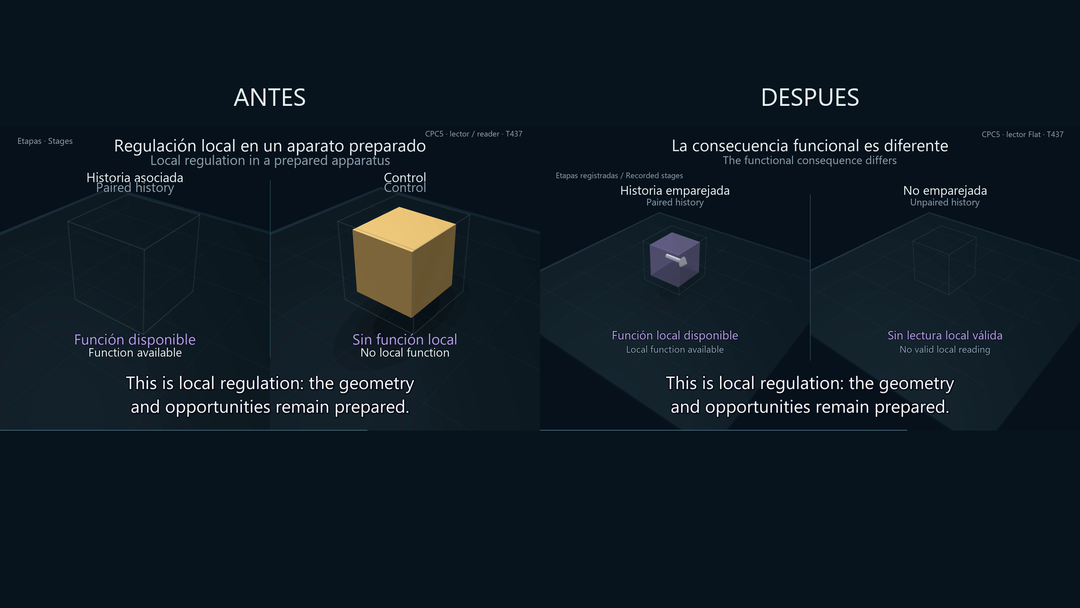 ANTES
Etapas · Stages
CPC5 · lector / reader · T437
Regulación local en un aparato preparado
Local regulation in a prepared apparatus
Historia asociada
Paired history
Control
Control
Función disponible
Function available
Sin función local
No local function
This is local regulation: the geometry
and opportunities remain prepared.
DESPUES
CPC5 · lector Flat · T437
La consecuencia funcional es diferente
The functional consequence differs
Etapas registradas / Recorded stages
Historia emparejada
Paired history
No emparejada
Unpaired history
Función local disponible
Local function available
Sin lectura local válida
No valid local reading
This is local regulation: the geometry
and opportunities remain prepared.